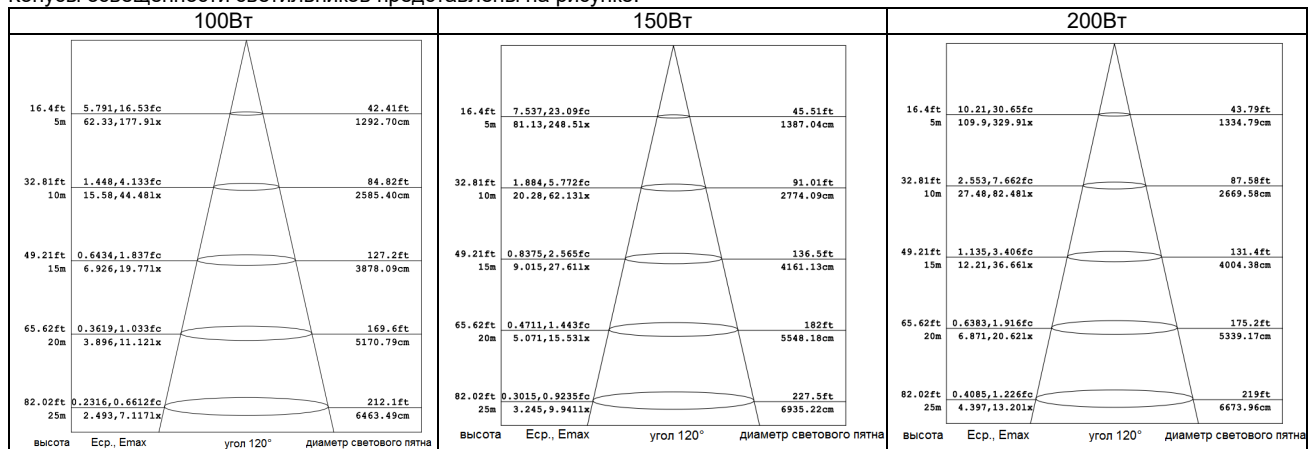 100Вт
150Вт
200Вт
16.4ft 5.791,16.53fc 42.41ft
5m 62.33,177.91x 1292.70cm
32.81ft 1.448,4.133fc 84.82ft
10m 15.58,44.481x 2585.40cm
49.21ft 0.6434,1.837fc 127.2ft
15m 6.926,19.771x 3878.09cm
65.62ft 0.3619,1.033fc 169.6ft
20m 3.896,11.121x 5170.79cm
82.02ft 0.2316,0.6612fc 212.1ft
25m 2.493,7.1171x 6463.49cm
высота Еср., Emax угол 120° диаметр светового пятна
16.4ft 7.537,23.09fc 45.51ft
5m 81.13,248.51x 1387.04cm
32.81ft 1.884,5.772fc 91.01ft
10m 20.28,62.131x 2774.09cm
49.21ft 0.8375,2.565fc 136.5ft
15m 9.015,27.611x 4161.13cm
65.62ft 0.4711,1.443fc 182ft
20m 5.071,15.531x 5548.18cm
82.02ft 0.3015,0.9235fc 227.5ft
25m 3.245,9.9411x 6935.22cm
высота Еср., Emax угол 120° диаметр светового пятна
16.4ft 10.21,30.65fc 43.79ft
5m 109.9,329.91x 1334.79cm
32.81ft 2.553,7.662fc 87.58ft
10m 27.48,82.481x 2669.58cm
49.21ft 1.135,3.406fc 131.4ft
15m 12.21,36.661x 4004.38cm
65.62ft 0.6383,1.916fc 175.2ft
20m 6.871,20.621x 5339.17cm
82.02ft 0.4085,1.226fc 219ft
25m 4.397,13.201x 6673.96cm
высота Еср., Emax угол 120° диаметр светового пятна